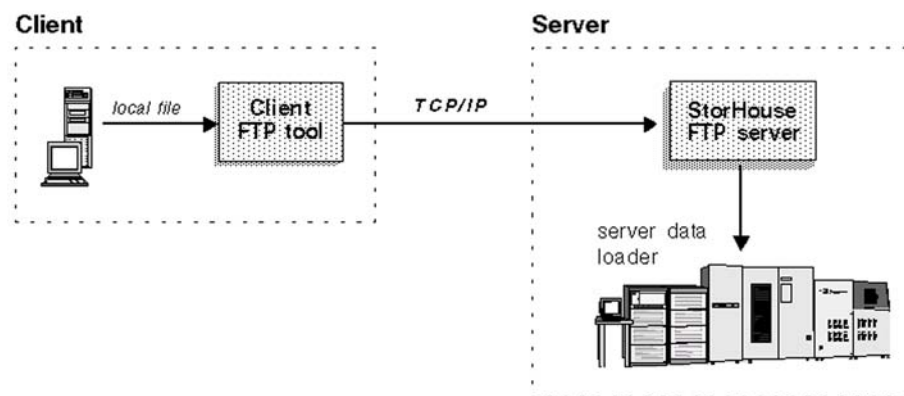 Client
Server
local file
Client
FTP tool
TCP/IP
StorHouse
FTP server
server data
loader